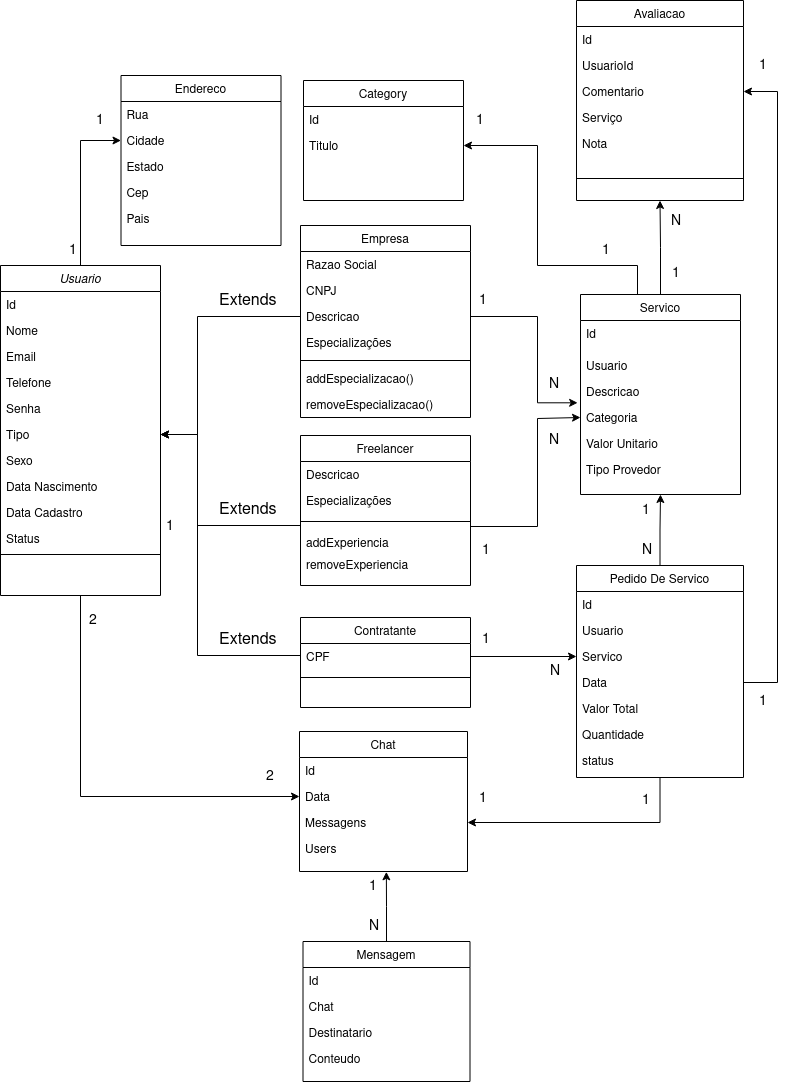 Avaliacao
Id
UsuarioId
Comentario
Serviço
Nota
1
Endereco
Rua
Cidade
Estado
Cep
Pais
1
1
Category
Id
Titulo
1
1
N
1
Usuario
Id
Nome
Email
Telefone
Senha
Tipo
Sexo
Data Nascimento
Data Cadastro
Status
1
2
Extends
Empresa
Razao Social
CNPJ
Descricao
Especializações
addEspecializacao()
removeEspecializacao()
1
N
N
Servico
Id
Usuario
Descricao
Categoria
Valor Unitario
Tipo Provedor
1
N
Extends
Freelancer
Descricao
Especializações
addExperiencia
removeExperiencia
1
Extends
Contratante
CPF
1
N
Pedido De Servico
Id
Usuario
Servico
Data
Valor Total
Quantidade
status
1
1
1
2
Chat
Id
Data
Messagens
Users
1
N
Mensagem
Id
Chat
Destinatario
Conteudo